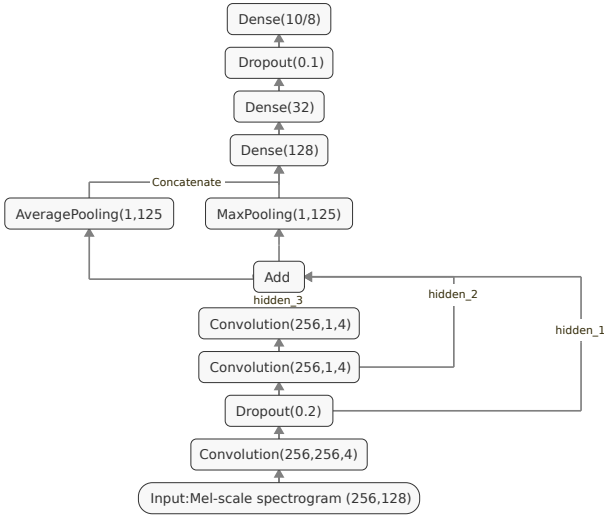 Dense(10/8)
Dropout(0.1)
Dense(32)
Dense(128)
Concatenate
AveragePooling(1,125
MaxPooling(1,125)
Add
hidden_3
hidden_2
Convolution(256,1,4)
hidden_1
Convolution(256,1,4)
Dropout(0.2)
Convolution(256,256,4)
Input:Mel-scale spectrogram (256,128)